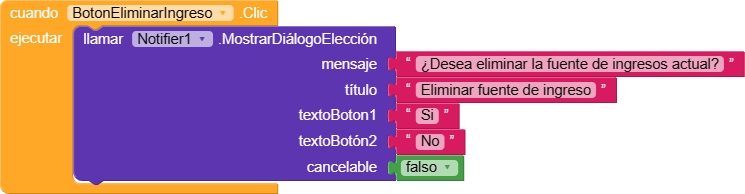 cuando BotonEliminarIngreso .Clic
ejecutar llamar Notifier1 .MostrarDiálogoElección
mensaje " ¿Desea eliminar la fuente de ingresos actual? "
título " Eliminar fuente de ingreso "
textoBoton1 " Si "
textoBotón2 " No "
cancelable falso